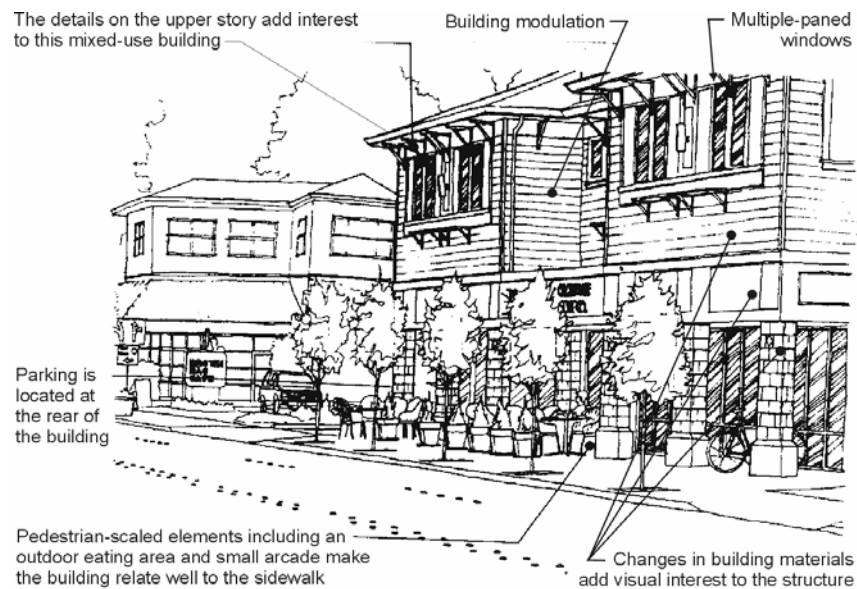 The details on the upper story add interest
to this mixed-use building
Building modulation
Multiple-paned
windows
Parking is
located at
the rear of
the building
Pedestrian-scaled elements including an
outdoor eating area and small arcade make
the building relate well to the sidewalk
Changes in building materials
add visual interest to the structure